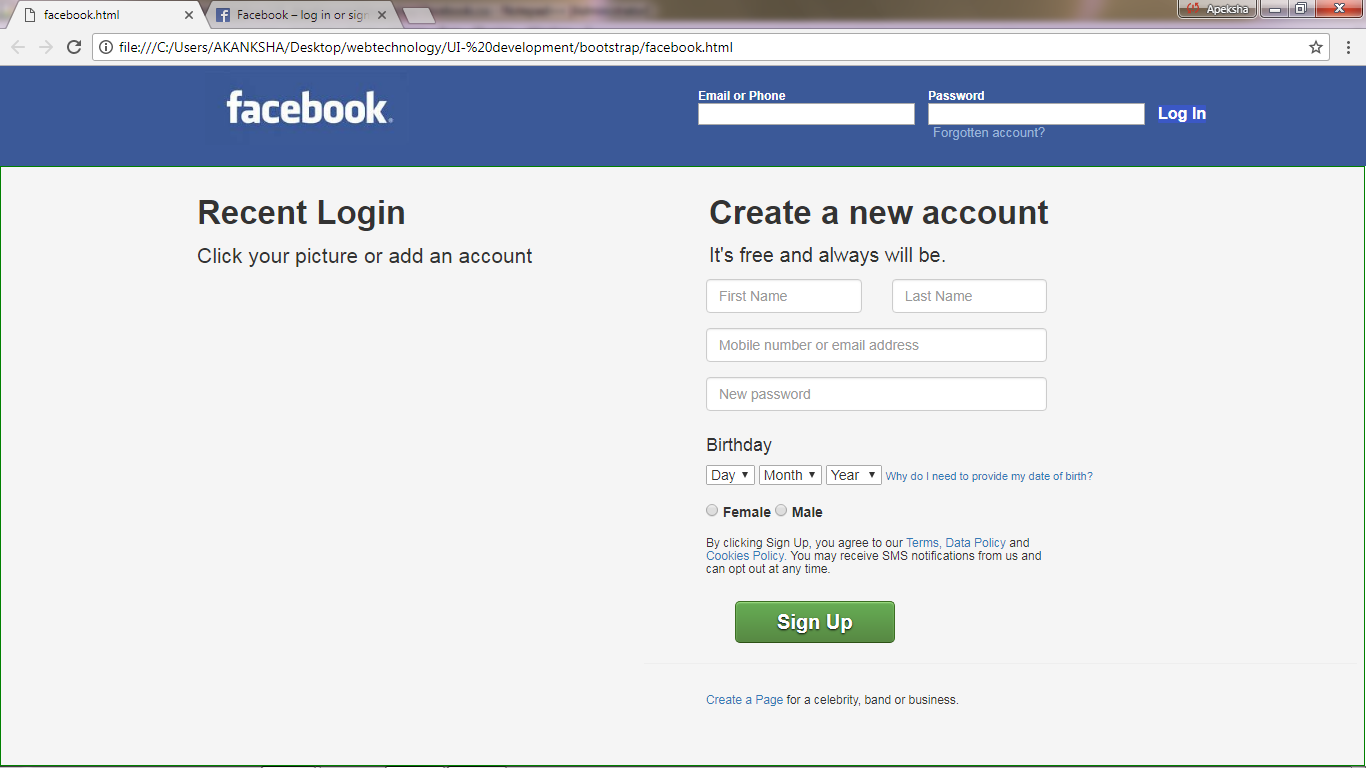 facebook.html
Facebook – log in or sign
Apeksha
file:///C:/Users/AKANKSHA/Desktop/webtechnology/UI-%20development/bootstrap/facebook.html
facebook.
Email or Phone
Password
Log In
Forgotten account?
Recent Login
Click your picture or add an account
Create a new account
It's free and always will be.
First Name
Last Name
Mobile number or email address
New password
Birthday
Day Month Year Why do I need to provide my date of birth?
Female Male
By clicking Sign Up, you agree to our Terms, Data Policy and
Cookies Policy. You may receive SMS notifications from us and
can opt out at any time.
Sign Up
Create a Page for a celebrity, band or business.